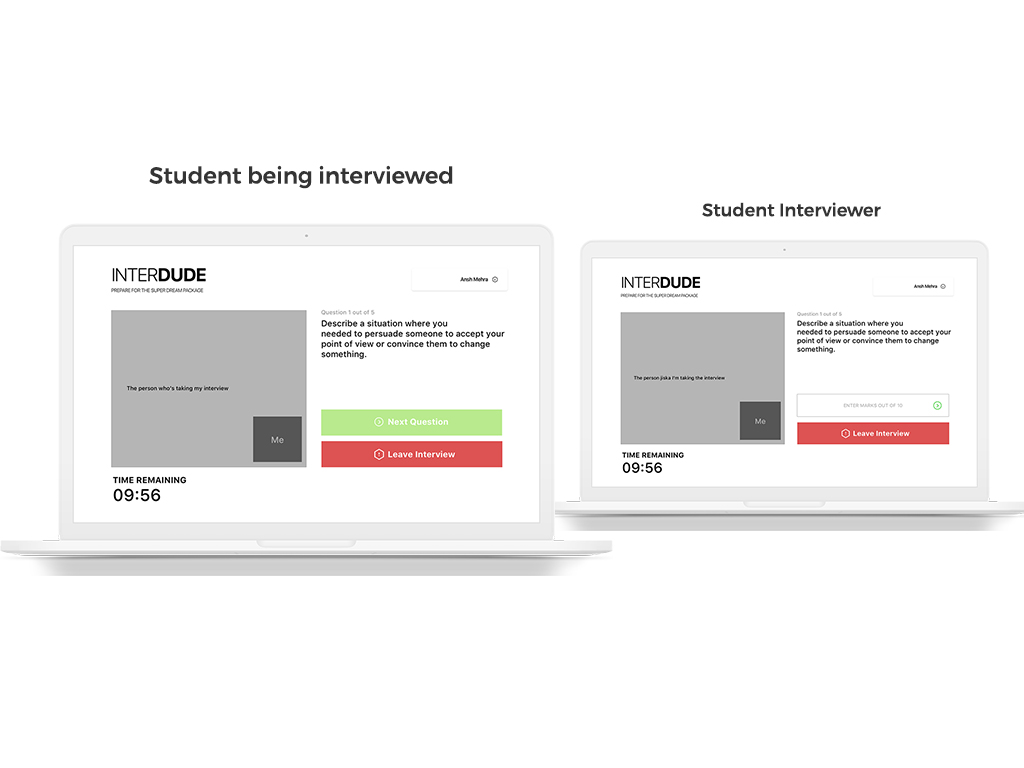 Student being interviewed
INTERDUDE
PREPARE FOR THE SUPER DREAM PACKAGE
Ansh Mehra
Question 1 out of 5
Describe a situation where you
needed to persuade someone to accept your
point of view or convince them to change
something.
The person who's taking my interview
Me
Next Question
Leave Interview
TIME REMAINING
09:56
Student Interviewer
INTERDUDE
PREPARE FOR THE SUPER DREAM PACKAGE
Ansh Mehra
Question 1 out of 5
Describe a situation where you
needed to persuade someone to accept your
point of view or convince them to change
something.
The person jiska I'm taking the interview
Me
ENTER MARKS OUT OF 10
Leave Interview
TIME REMAINING
09:56